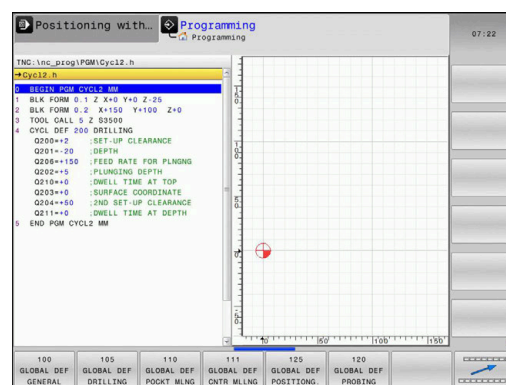 Positioning with… Programming
Programming
07:22
TNC:\nc_prog\PGM\Cycl2.h
→Cycl2.h
0 BEGIN PGM CYCL2 MM
1 BLK FORM 0.1 Z X+0 Y+0 Z-25
2 BLK FORM 0.2 X+150 Y+100 Z+0
3 TOOL CALL 5 Z S3500
4 CYCL DEF 200 DRILLING
Q200=+2 ;SET-UP CLEARANCE
Q201=-20 ;DEPTH
Q206=+150 ;FEED RATE FOR PLNGNG
Q202=+5 ;PLUNGING DEPTH
Q210=+0 ;DWELL TIME AT TOP
Q203=+0 ;SURFACE COORDINATE
Q204=+50 ;2ND SET-UP CLEARANCE
Q211=+0 ;DWELL TIME AT DEPTH
5 END PGM CYCL2 MM
0 50 100 150
100 GLOBAL DEF GENERAL
105 GLOBAL DEF DRILLING
110 GLOBAL DEF POCKT MLNG
111 GLOBAL DEF CNTR MLLNG
125 GLOBAL DEF POSITIONG.
120 GLOBAL DEF PROBING